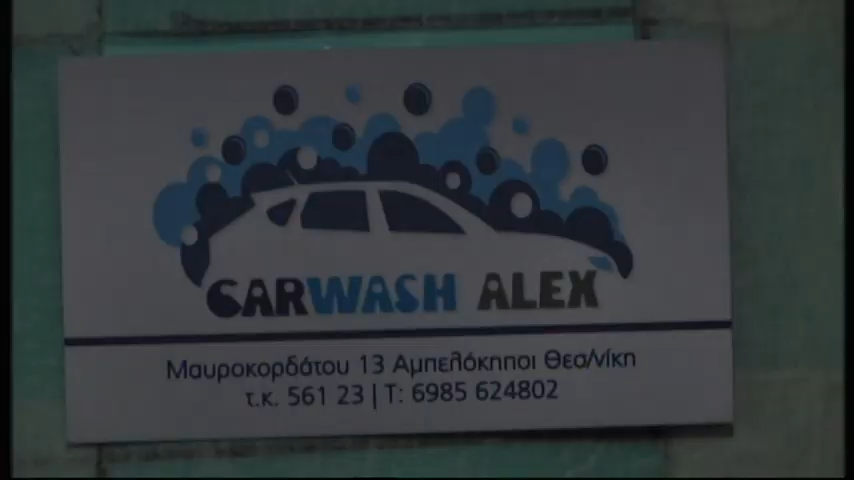 CARWASH ALEX
Μαυροκορδάτου 13 Αμπελόκηποι Θεσ/νίκη
τ.κ. 561 23 | Τ: 6985 624802